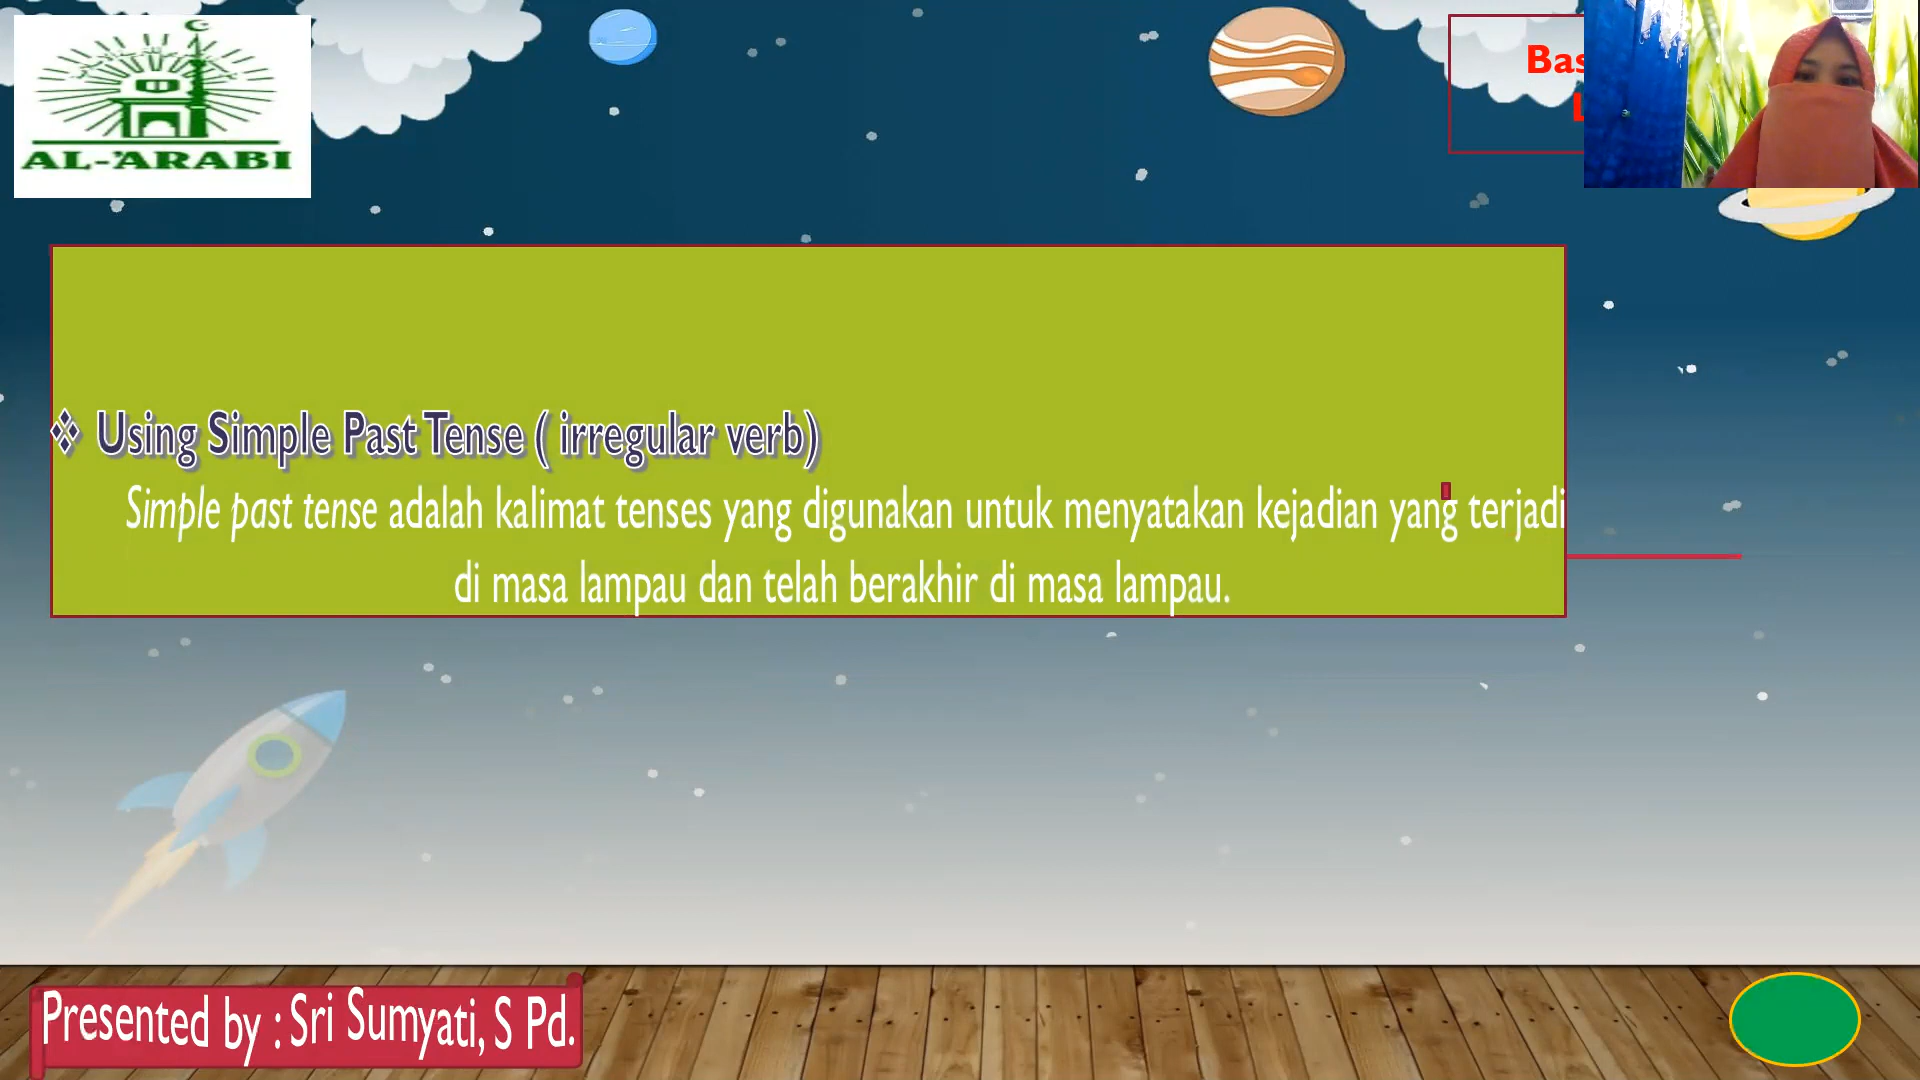 AL-'ARABI
❖ Using Simple Past Tense ( irregular verb)
Simple past tense adalah kalimat tenses yang digunakan untuk menyatakan kejadian yang terjadi
di masa lampau dan telah berakhir di masa lampau.
Presented by : Sri Sumyati, S Pd.